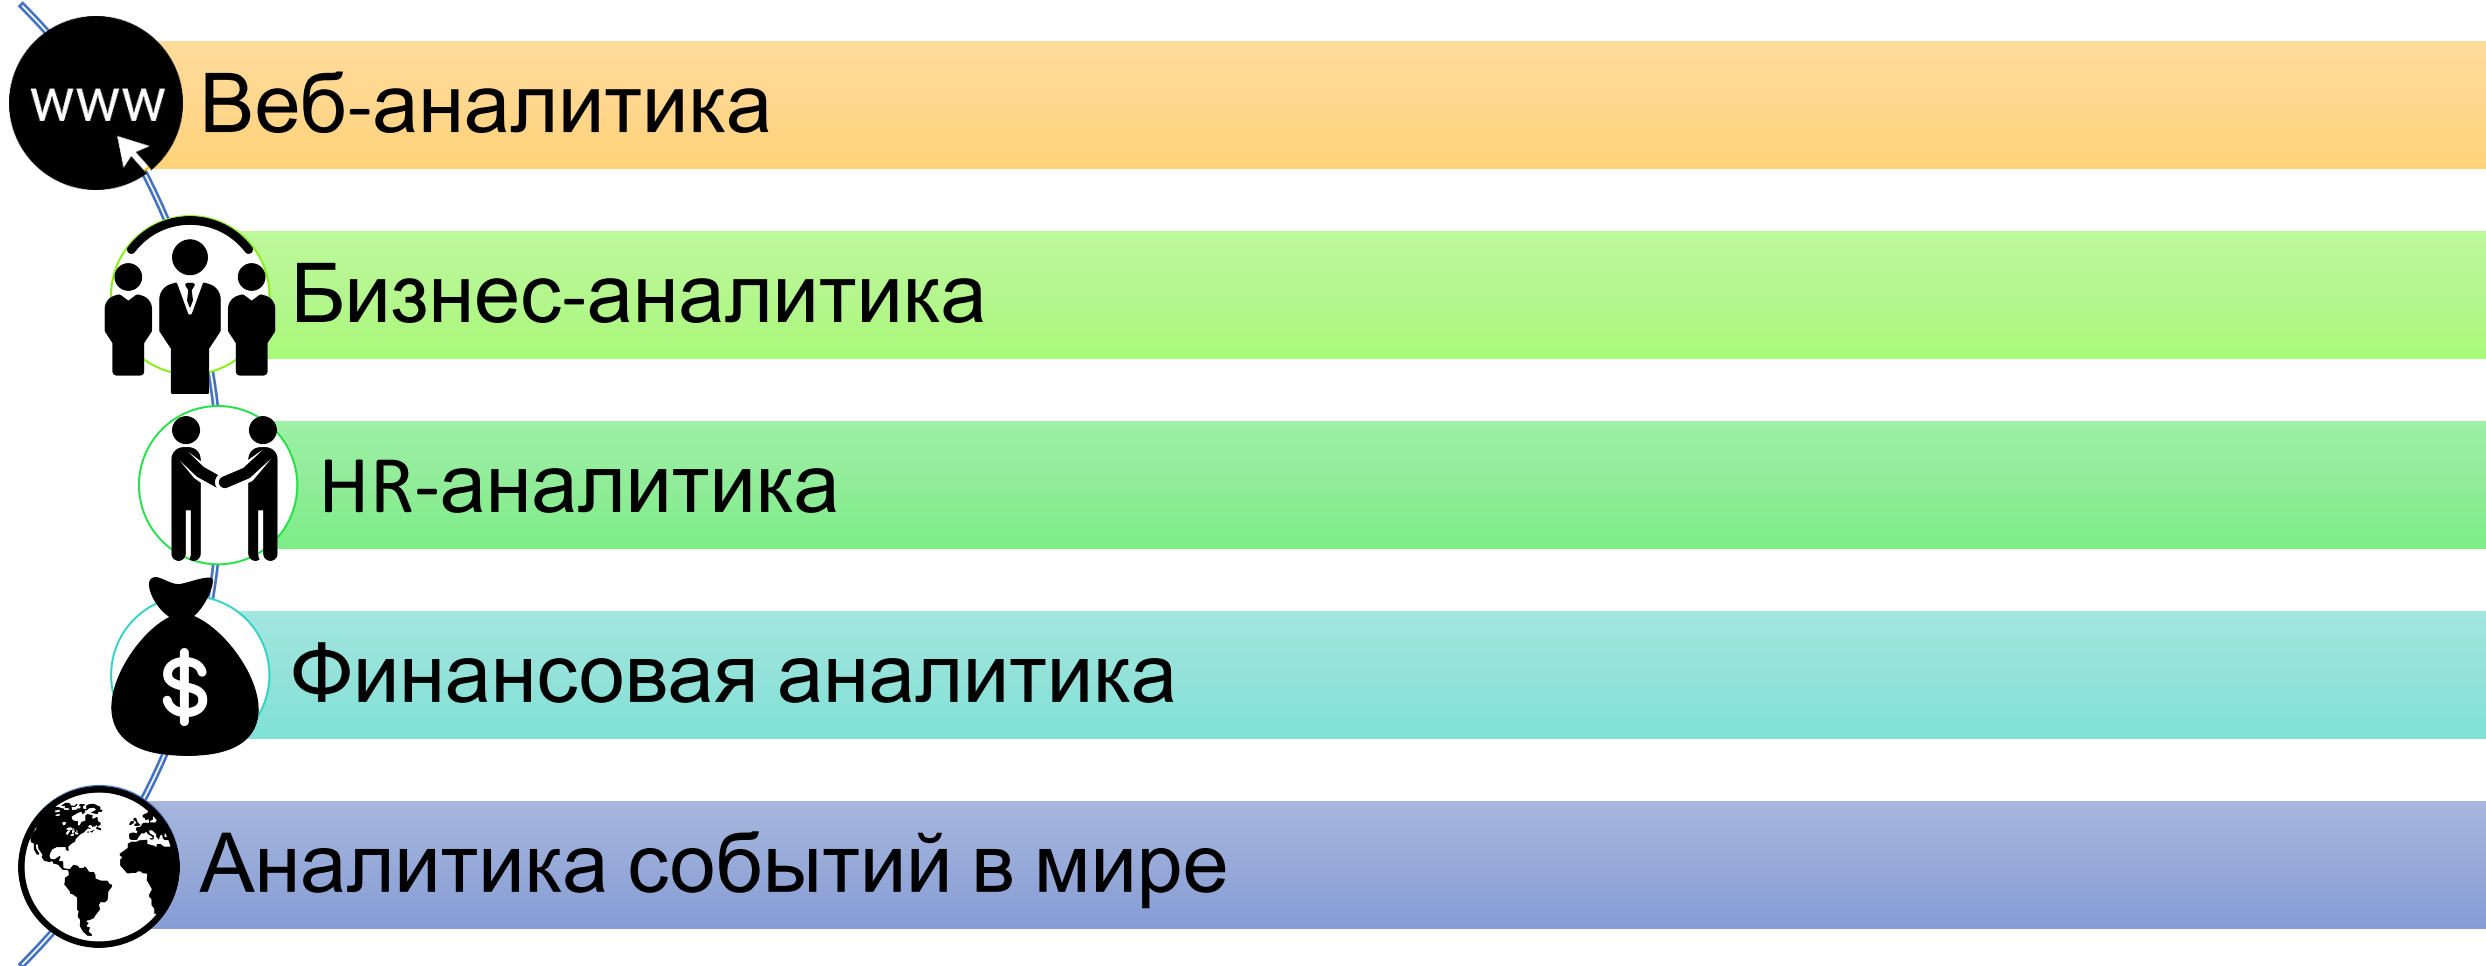 www
Веб-аналитика
Бизнес-аналитика
HR-аналитика
$
Финансовая аналитика
Аналитика событий в мире